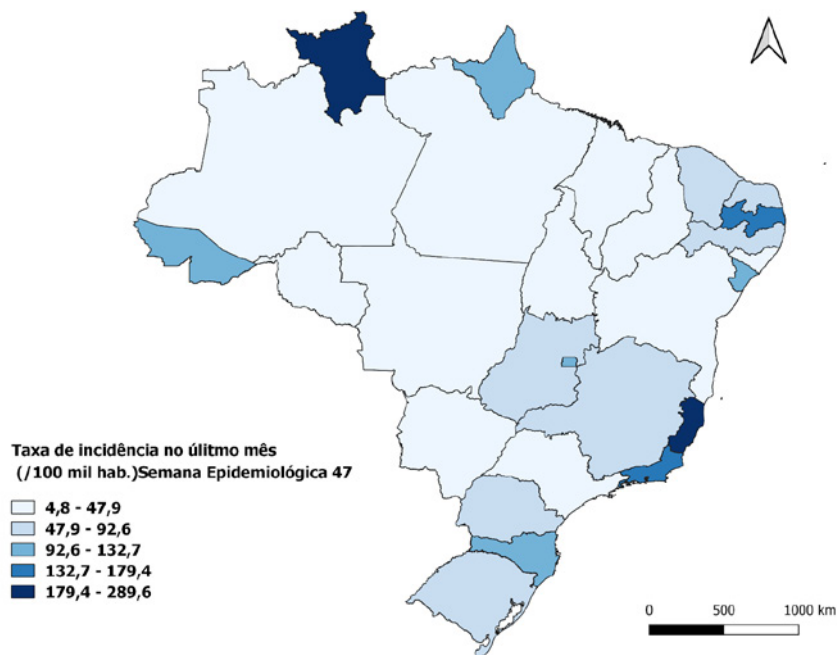 Taxa de incidência no úlitmo mês
(/100 mil hab.)Semana Epidemiológica 47
4,8 - 47,9
47,9 - 92,6
92,6 - 132,7
132,7 - 179,4
179,4 - 289,6
0 500 1000 km